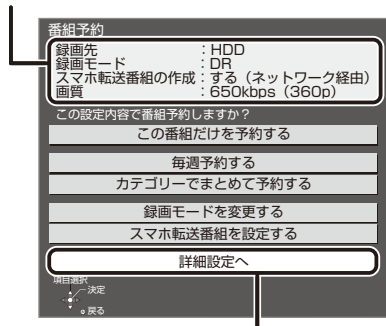 番組予約
録画先　　　　　　　　：HDD
録画モード　　　　　　：DR
スマホ転送番組の作成：する（ネットワーク経由）
画質　　　　　　　　　：650kbps（360p）
この設定内容で番組予約しますか？
この番組だけを予約する
毎週予約する
カテゴリーでまとめて予約する
録画モードを変更する
スマホ転送番組を設定する
詳細設定へ
項目選択
決定
戻る